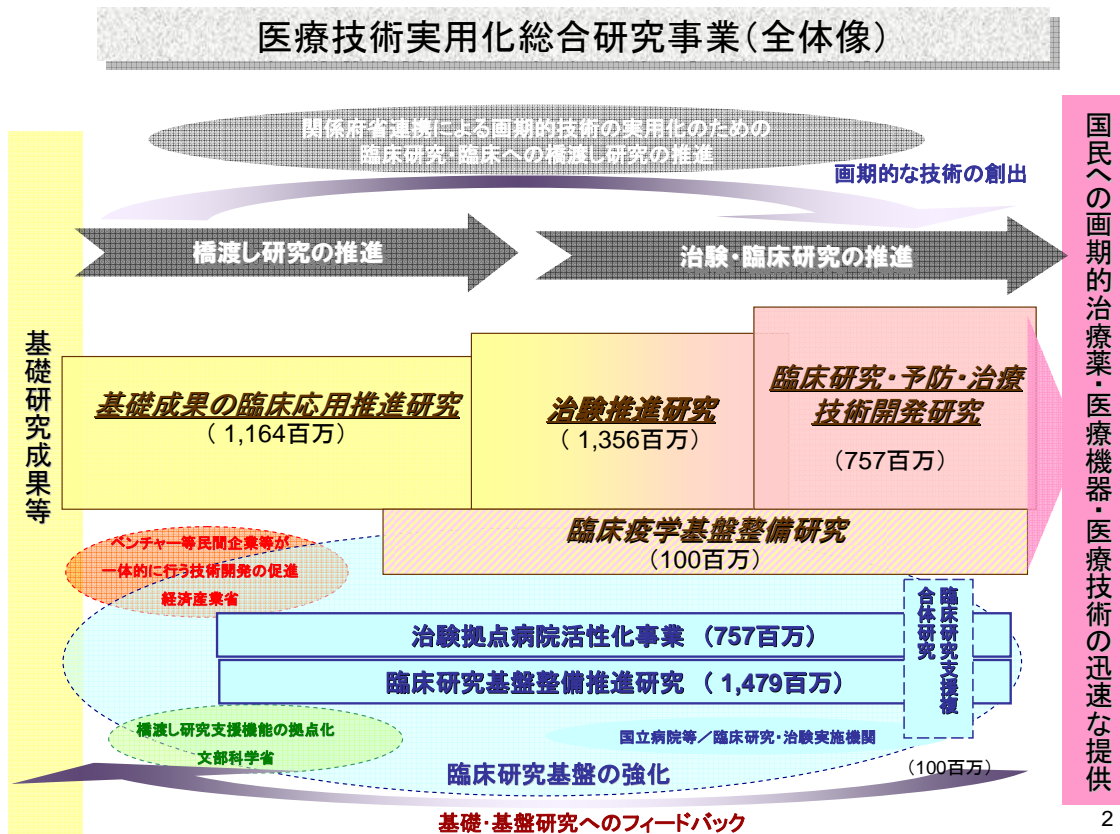 医療技術実用化総合研究事業(全体像)
関係府省連携による画期的技術の実用化のための
臨床研究・臨床への橋渡し研究の推進
画期的な技術の創出
橋渡し研究の推進
治験・臨床研究の推進
基礎研究成果等
国民への画期的治療薬・医療機器・医療技術の迅速な提供
基礎成果の臨床応用推進研究
( 1,164百万)
治験推進研究
( 1,356百万)
臨床研究・予防・治療
技術開発研究
(757百万)
臨床疫学基盤整備研究
(100百万)
ベンチャー等民間企業等が
一体的に行う技術開発の促進
経済産業省
治験拠点病院活性化事業 (757百万)
臨床研究基盤整備推進研究 ( 1,479百万)
臨床研究支援複
合体研究
(100百万)
橋渡し研究支援機能の拠点化
文部科学省
国立病院等/臨床研究・治験実施機関
臨床研究基盤の強化
基礎・基盤研究へのフィードバック
2